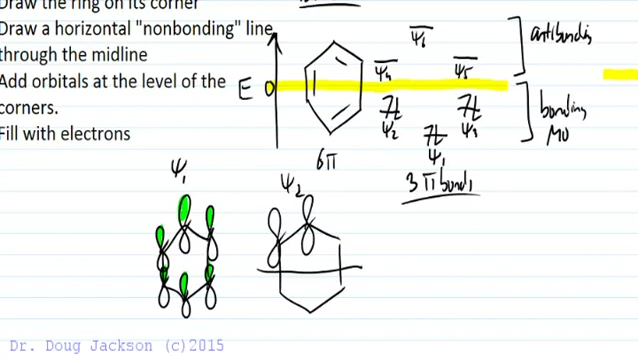 Draw the ring on its corner
Draw a horizontal "nonbonding" line
through the midline
Add orbitals at the level of the
corners.
Fill with electrons
E 0
ψ6
ψ4 ψ5
ψ2 ψ3
ψ1
antibonding
bonding
MO
6π
3 π bonds
ψ1 ψ2
Dr. Doug Jackson (c)2015